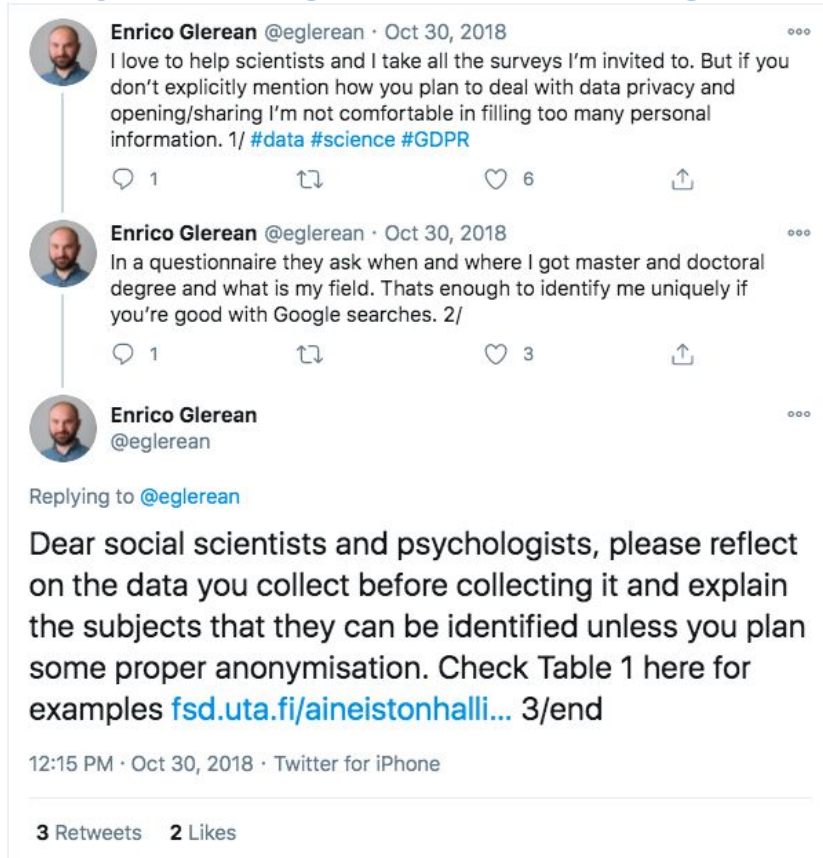 Enrico Glerean @eglerean · Oct 30, 2018
I love to help scientists and I take all the surveys I'm invited to. But if you
don't explicitly mention how you plan to deal with data privacy and
opening/sharing I'm not comfortable in filling too many personal
information. 1/ #data #science #GDPR
1 6
Enrico Glerean @eglerean · Oct 30, 2018
In a questionnaire they ask when and where I got master and doctoral
degree and what is my field. Thats enough to identify me uniquely if
you're good with Google searches. 2/
1 3
Enrico Glerean
@eglerean
Replying to @eglerean
Dear social scientists and psychologists, please reflect
on the data you collect before collecting it and explain
the subjects that they can be identified unless you plan
some proper anonymisation. Check Table 1 here for
examples fsd.uta.fi/aineistonhalli... 3/end
12:15 PM · Oct 30, 2018 · Twitter for iPhone
3 Retweets 2 Likes